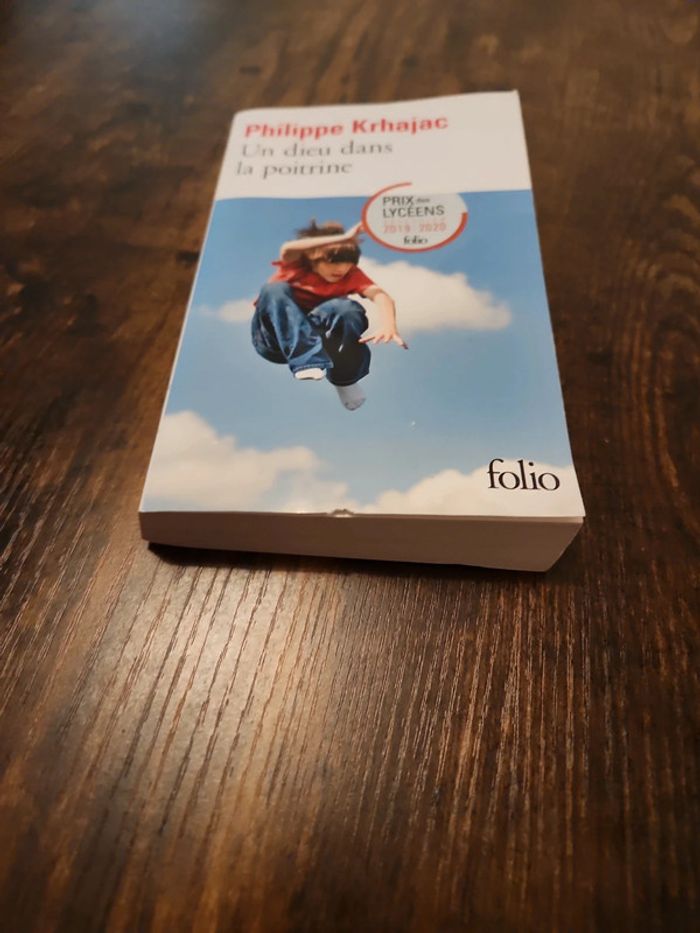 Philippe Krhajac
Un dieu dans
la poitrine
PRIX des
LYCÉENS
2019-2020
folio
folio